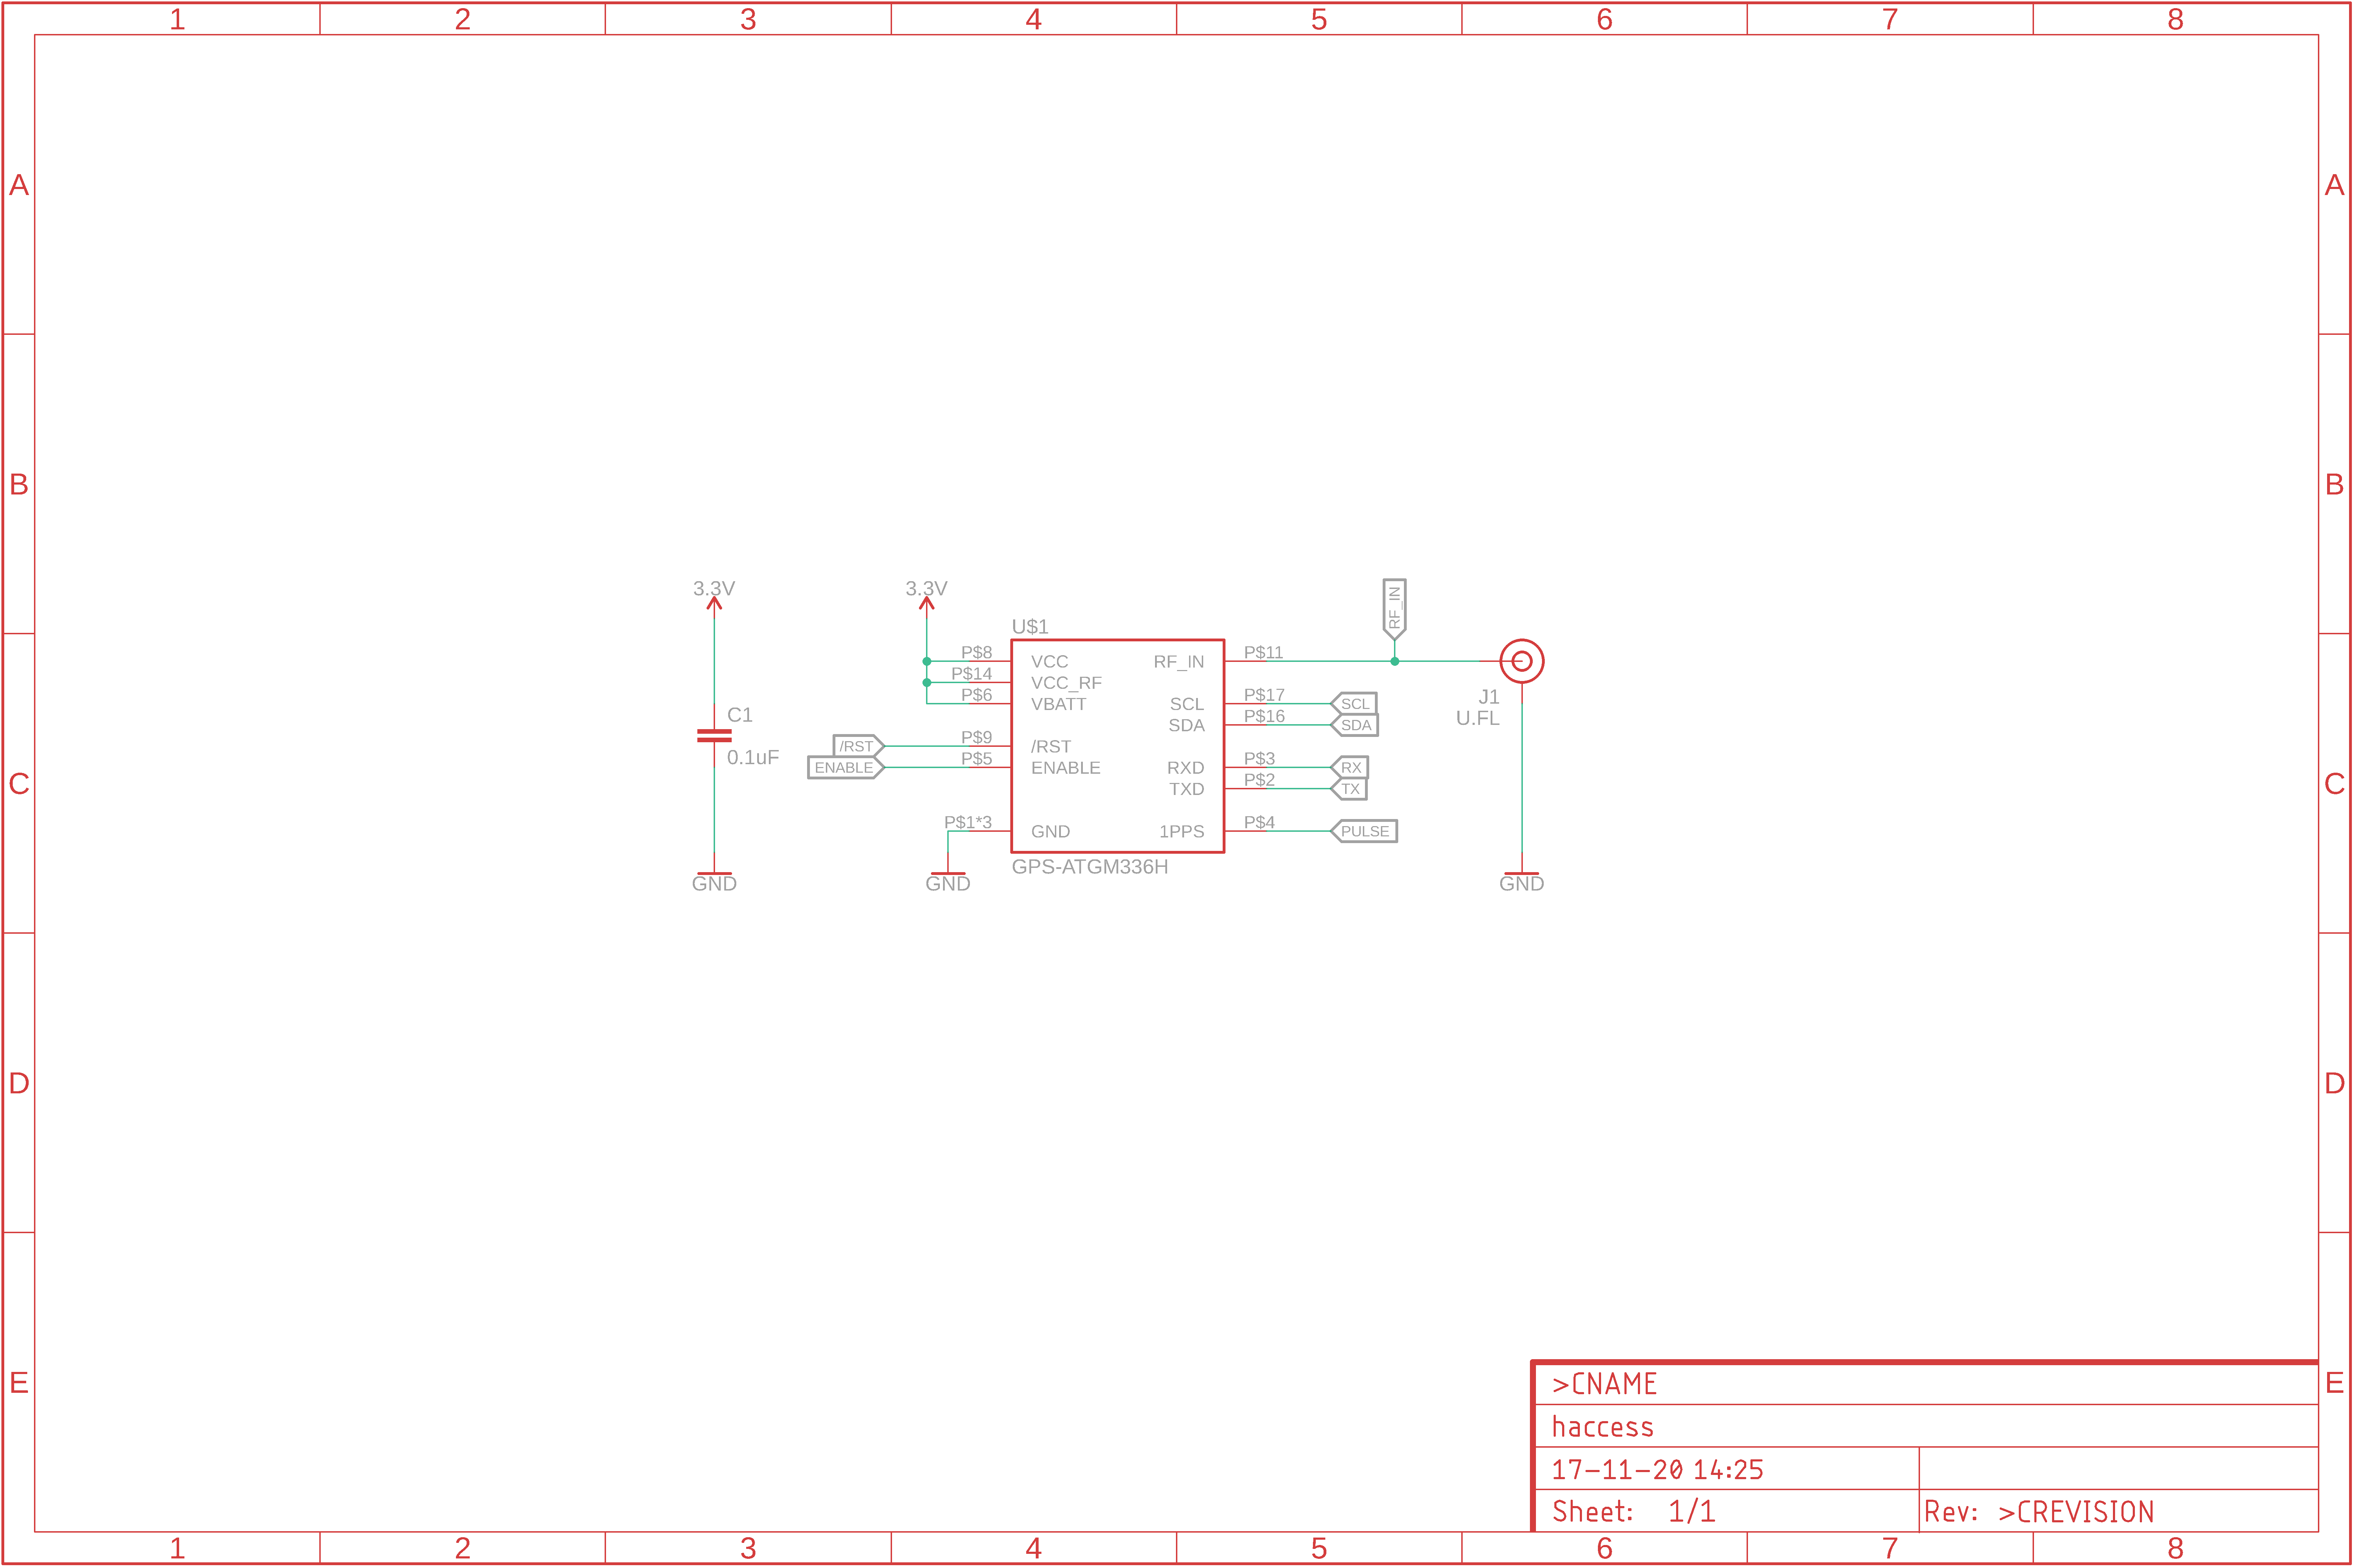 1 2 3 4 5 6 7 8
A A
B B
3.3V 3.3V
RF_IN
U$1
P$8 VCC RF_IN P$11
P$14 VCC_RF
P$6 VBATT SCL P$17 SCL
SDA P$16 SDA
J1
U.FL
C1
0.1uF
/RST P$9 /RST
ENABLE P$5 ENABLE RXD P$3 RX
TXD P$2 TX
P$1*3 GND 1PPS P$4 PULSE
GPS-ATGM336H
GND GND GND
C C
D D
E E
>CNAME
haccess
17-11-20 14:25
Sheet: 1/1 Rev: >CREVISION
1 2 3 4 5 6 7 8